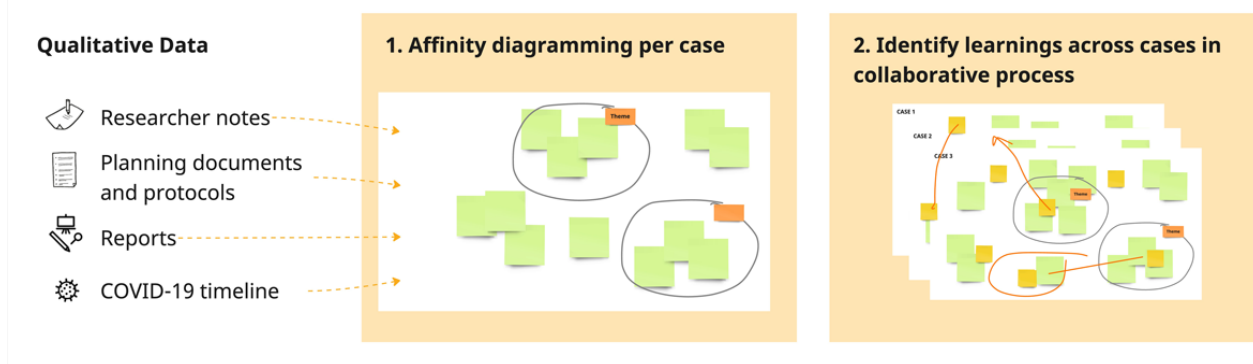 Qualitative Data
Researcher notes
Planning documents
and protocols
Reports
COVID-19 timeline
1. Affinity diagramming per case
Theme
2. Identify learnings across cases in
collaborative process
CASE 1
CASE 2
CASE 3
Theme
Theme